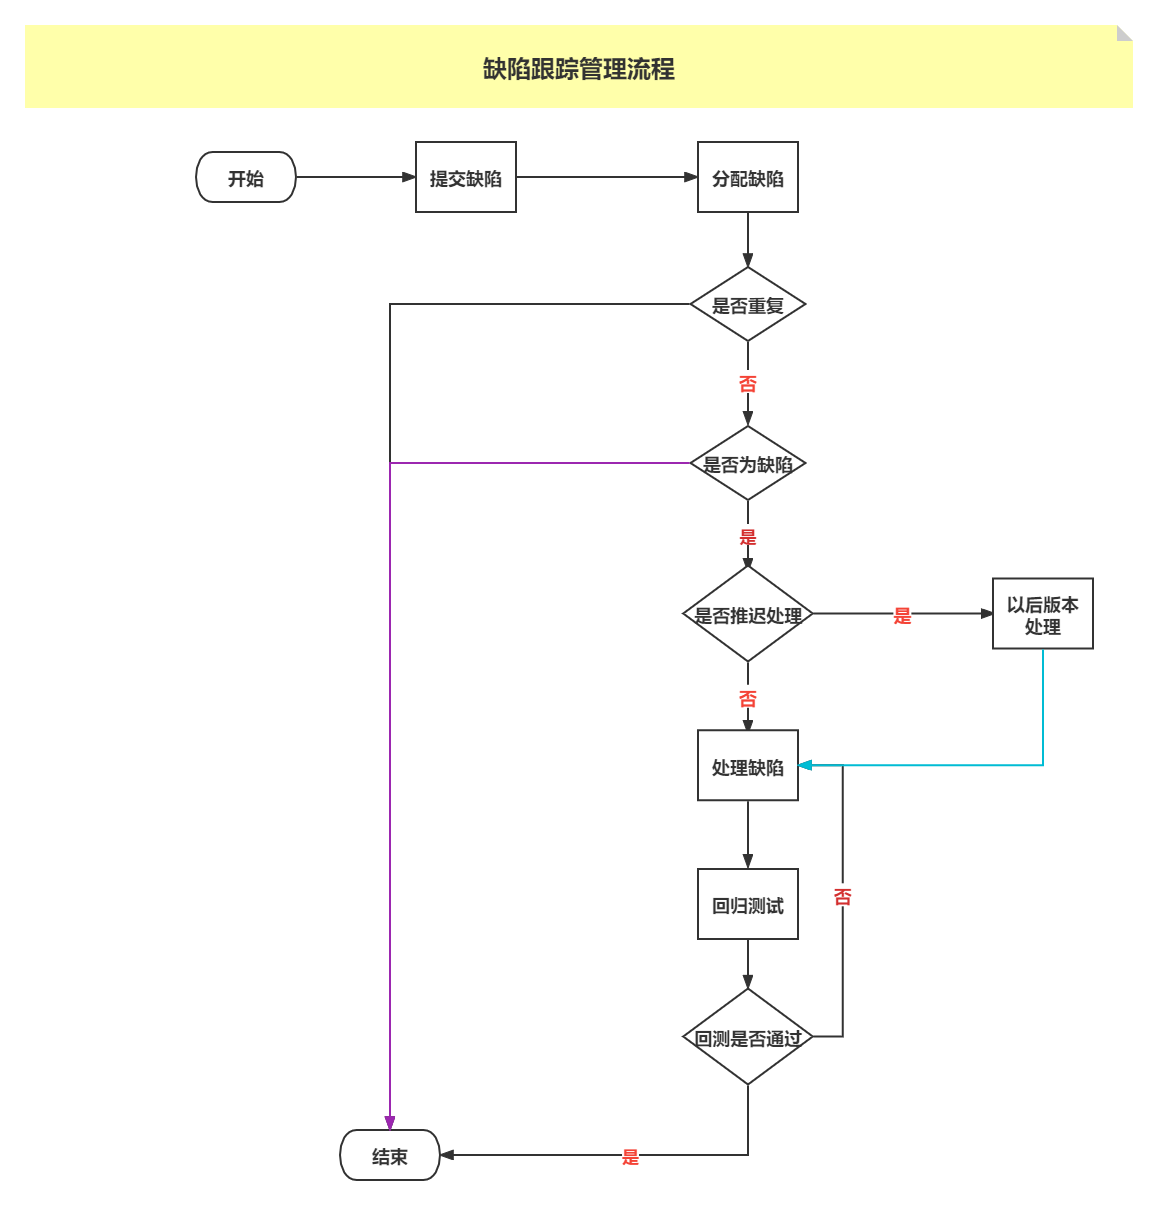 缺陷跟踪管理流程
开始
提交缺陷
分配缺陷
是否重复
否
是否为缺陷
是
是否推迟处理
是
以后版本
处理
否
处理缺陷
回归测试
否
回测是否通过
结束
是